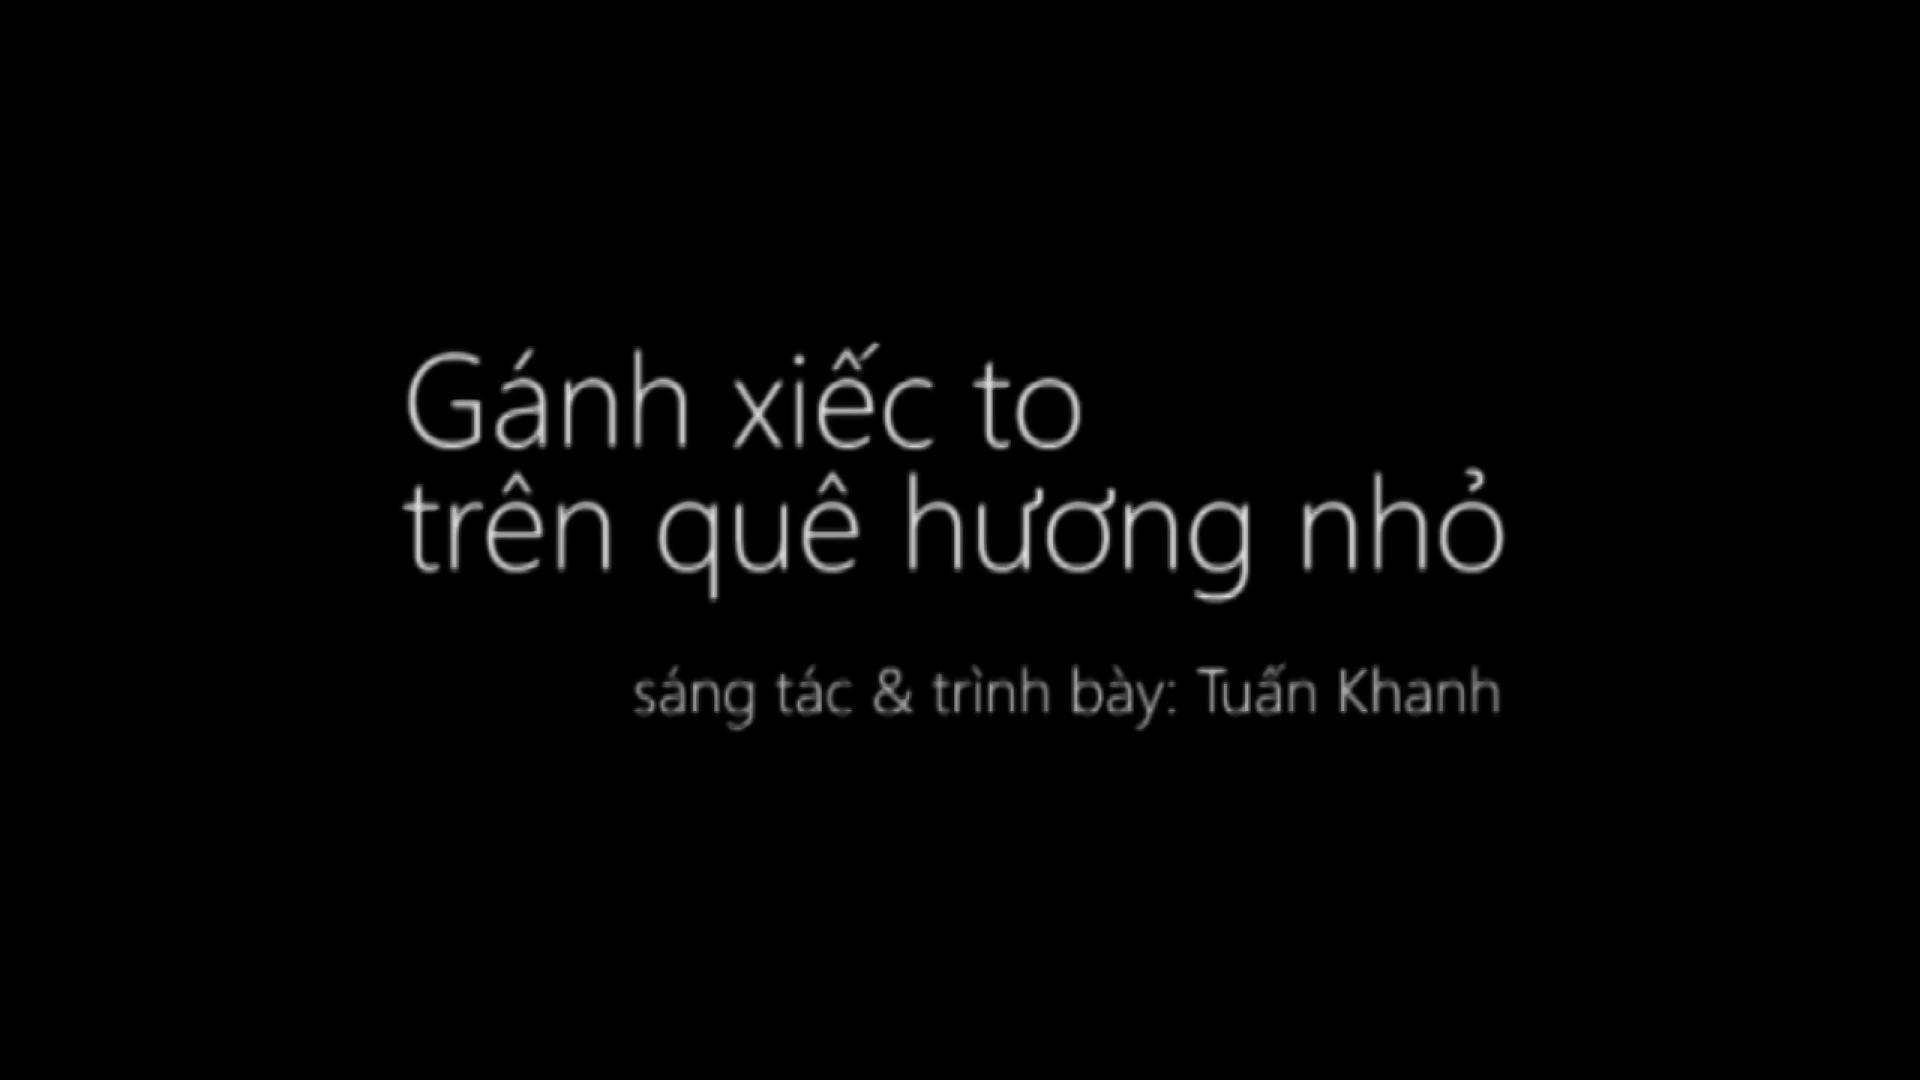 Gánh xiếc to
trên quê hương nhỏ
sáng tác & trình bày: Tuấn Khanh